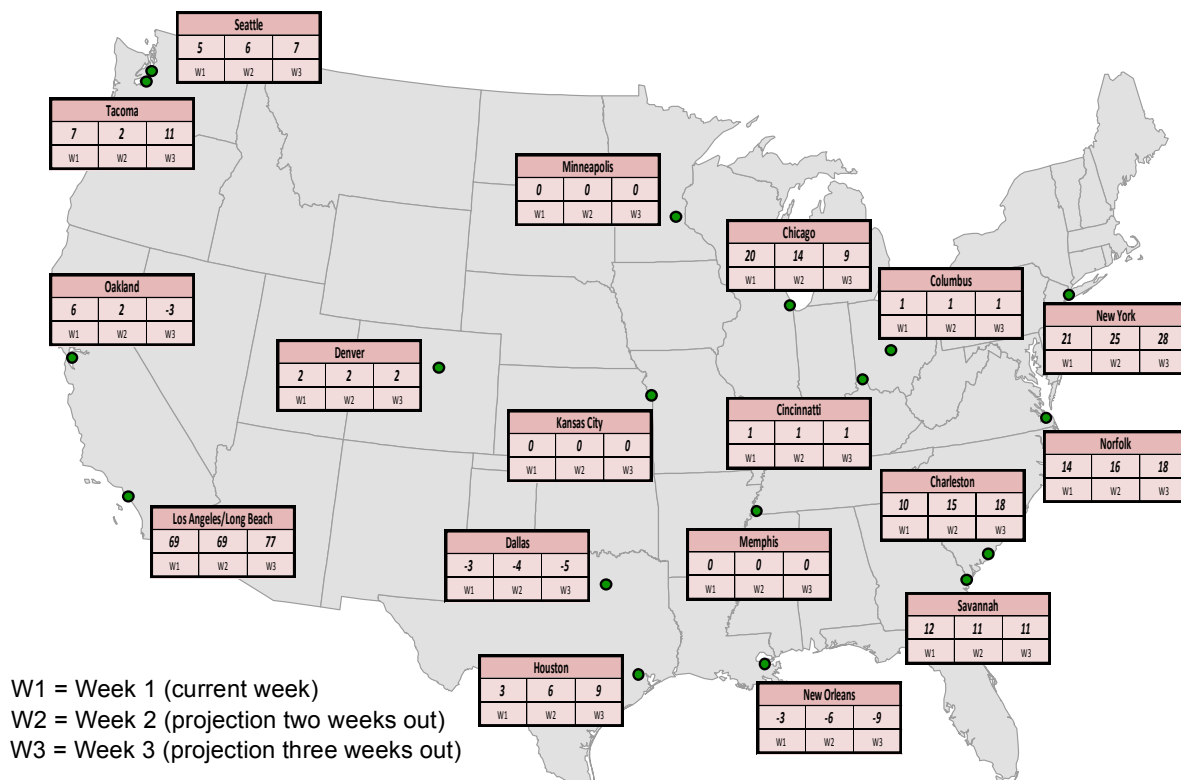 Seattle
5 6 7
W1 W2 W3
Tacoma
7 2 11
W1 W2 W3
Minneapolis
0 0 0
W1 W2 W3
Chicago
20 14 9
W1 W2 W3
Columbus
1 1 1
W1 W2 W3
Oakland
6 2 -3
W1 W2 W3
New York
21 25 28
W1 W2 W3
Denver
2 2 2
W1 W2 W3
Kansas City
0 0 0
W1 W2 W3
Cincinnatti
1 1 1
W1 W2 W3
Norfolk
14 16 18
W1 W2 W3
Charleston
10 15 18
W1 W2 W3
Los Angeles/Long Beach
69 69 77
W1 W2 W3
Dallas
-3 -4 -5
W1 W2 W3
Memphis
0 0 0
W1 W2 W3
Savannah
12 11 11
W1 W2 W3
Houston
3 6 9
W1 W2 W3
New Orleans
-3 -6 -9
W1 W2 W3
W1 = Week 1 (current week)
W2 = Week 2 (projection two weeks out)
W3 = Week 3 (projection three weeks out)